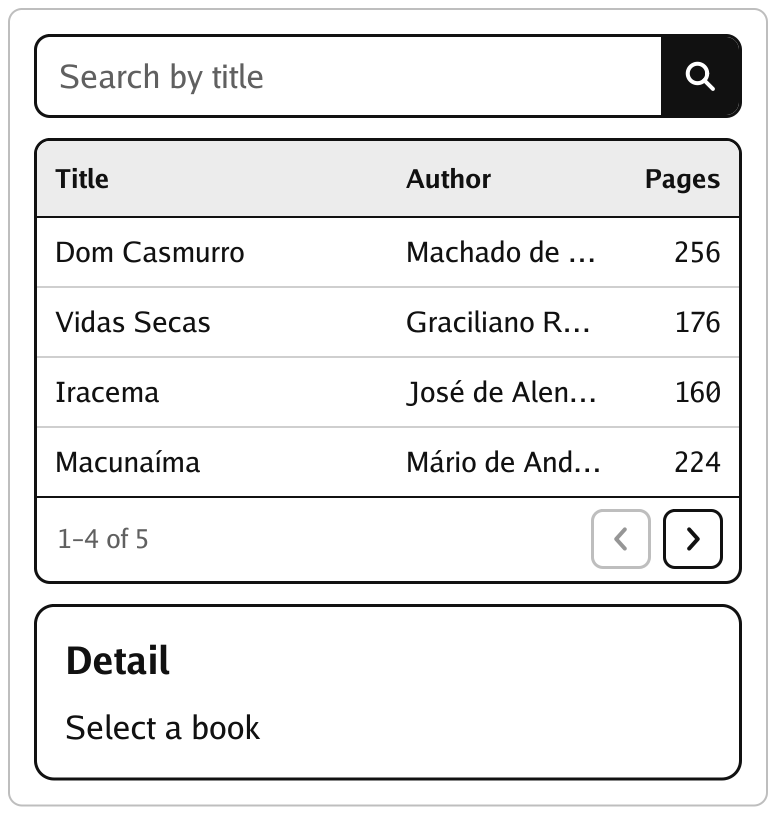 Search by title
Title Author Pages
Dom Casmurro Machado de ... 256
Vidas Secas Graciliano R... 176
Iracema José de Alen... 160
Macunaíma Mário de And... 224
1–4 of 5
Detail
Select a book